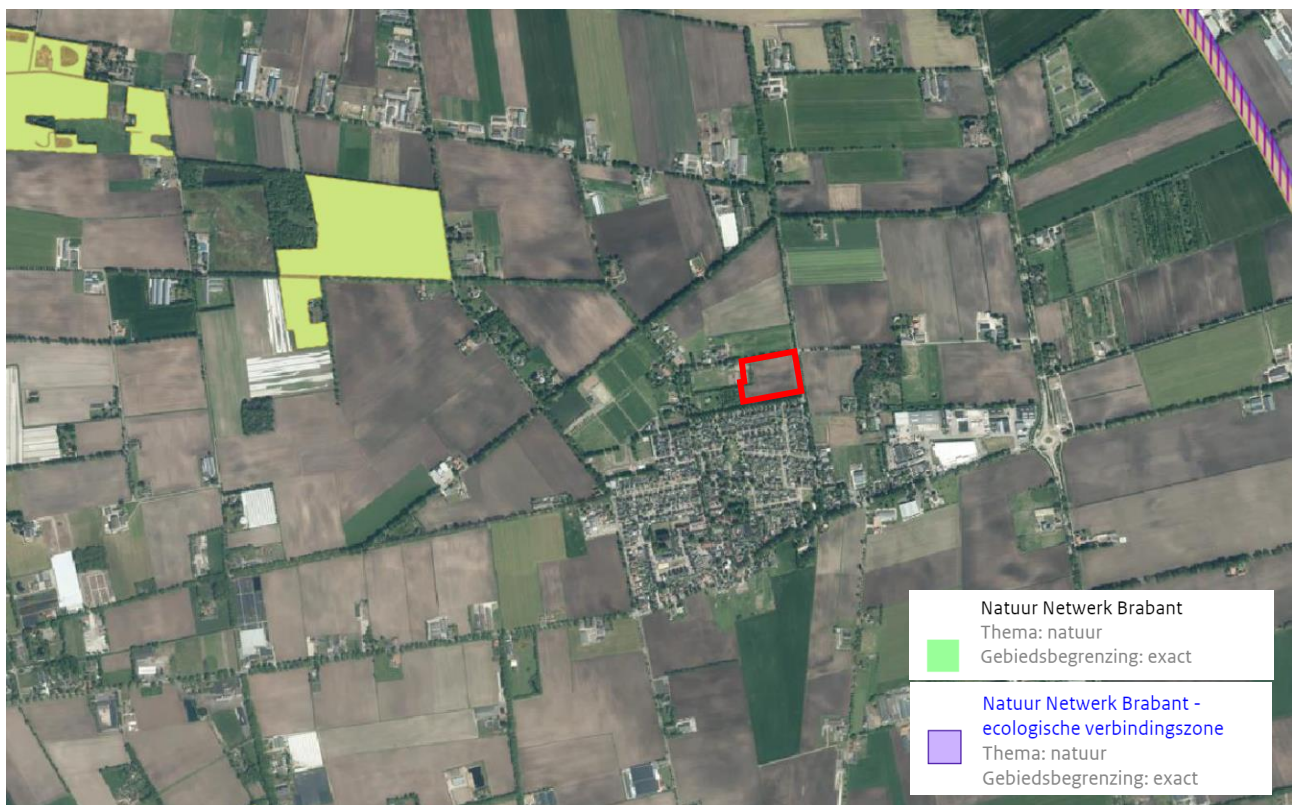 Natuur Netwerk Brabant
Thema: natuur
Gebiedsbegrenzing: exact
Natuur Netwerk Brabant -
ecologische verbindingszone
Thema: natuur
Gebiedsbegrenzing: exact